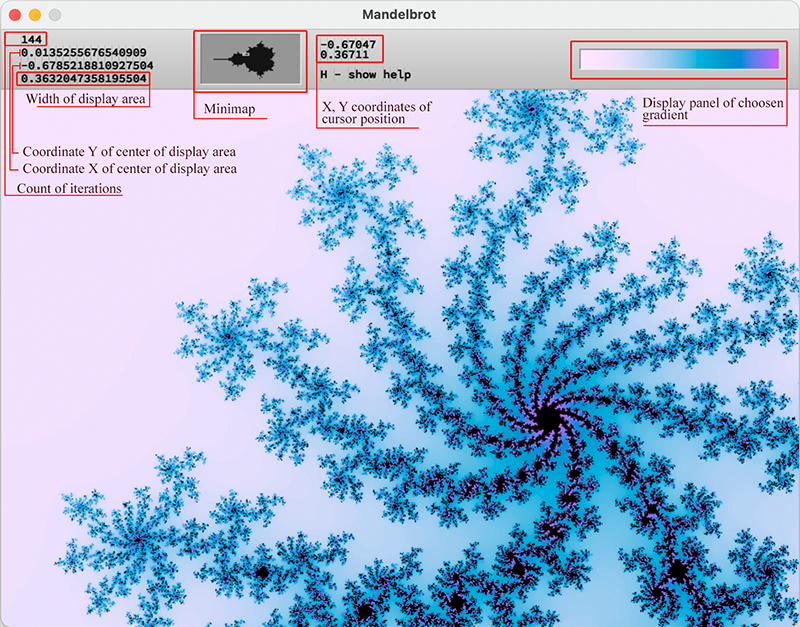 Mandelbrot
144
0.0135255676540909
-0.6785218810927504
0.3632047358195504
-0.67047
0.36711
H - show help
Width of display area
Minimap
X, Y coordinates of
cursor position
Display panel of choosen
gradient
Coordinate Y of center of display area
Coordinate X of center of display area
Count of iterations